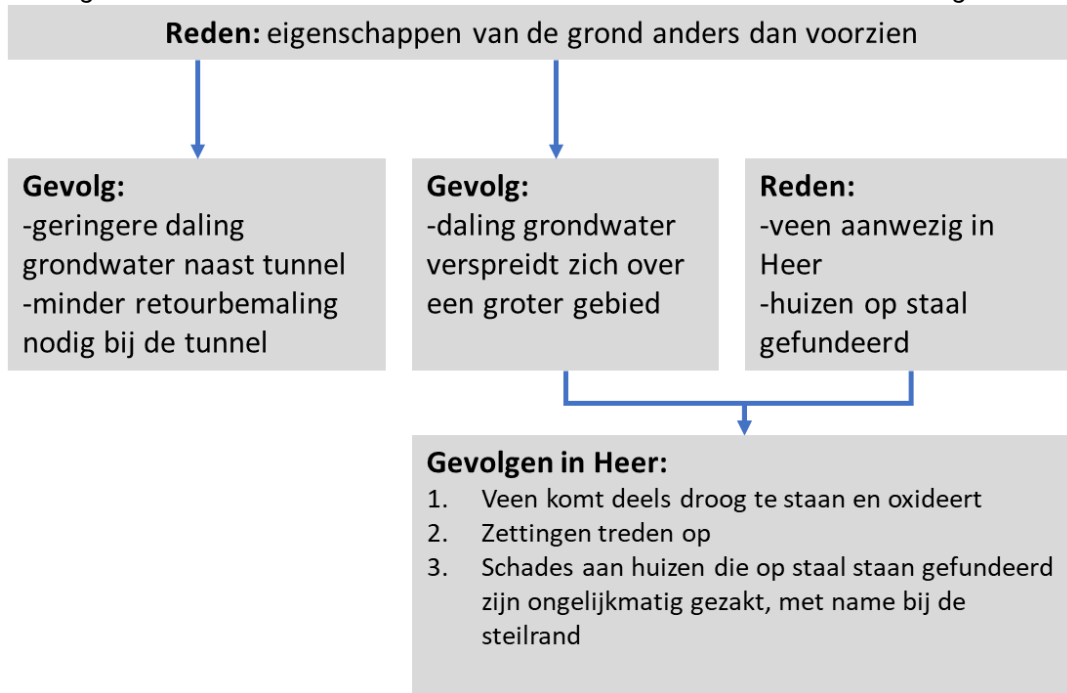 Reden: eigenschappen van de grond anders dan voorzien
Gevolg:
-geringere daling
grondwater naast tunnel
-minder retourbemaling
nodig bij de tunnel
Gevolg:
-daling grondwater
verspreidt zich over
een groter gebied
Reden:
-veen aanwezig in
Heer
-huizen op staal
gefundeerd
Gevolgen in Heer:
1. Veen komt deels droog te staan en oxideert
2. Zettingen treden op
3. Schades aan huizen die op staal staan gefundeerd
zijn ongelijkmatig gezakt, met name bij de
steilrand